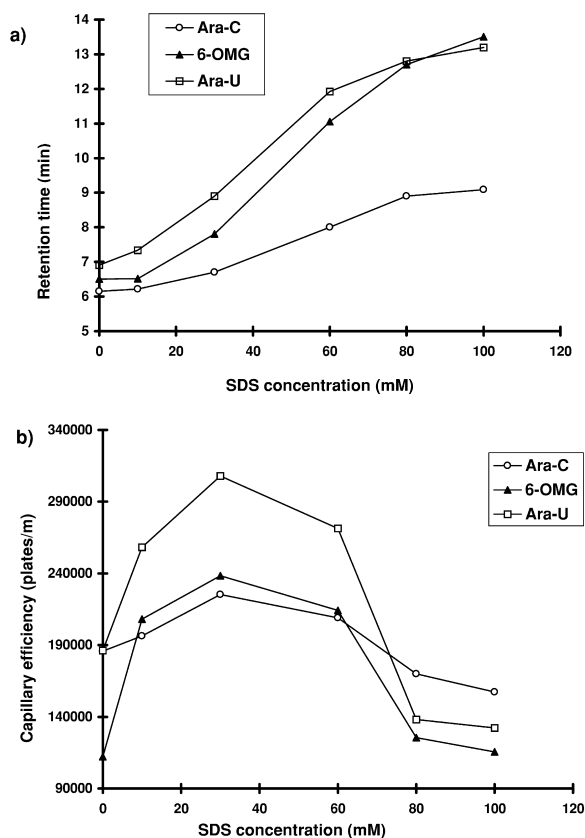 a)
Ara-C
6-OMG
Ara-U
Retention time (min)
14
13
12
11
10
9
8
7
6
5
0 20 40 60 80 100 120
SDS concentration (mM)
b)
Ara-C
6-OMG
Ara-U
Capillary efficiency (plates/m)
340000
290000
240000
190000
140000
90000
0 20 40 60 80 100 120
SDS concentration (mM)